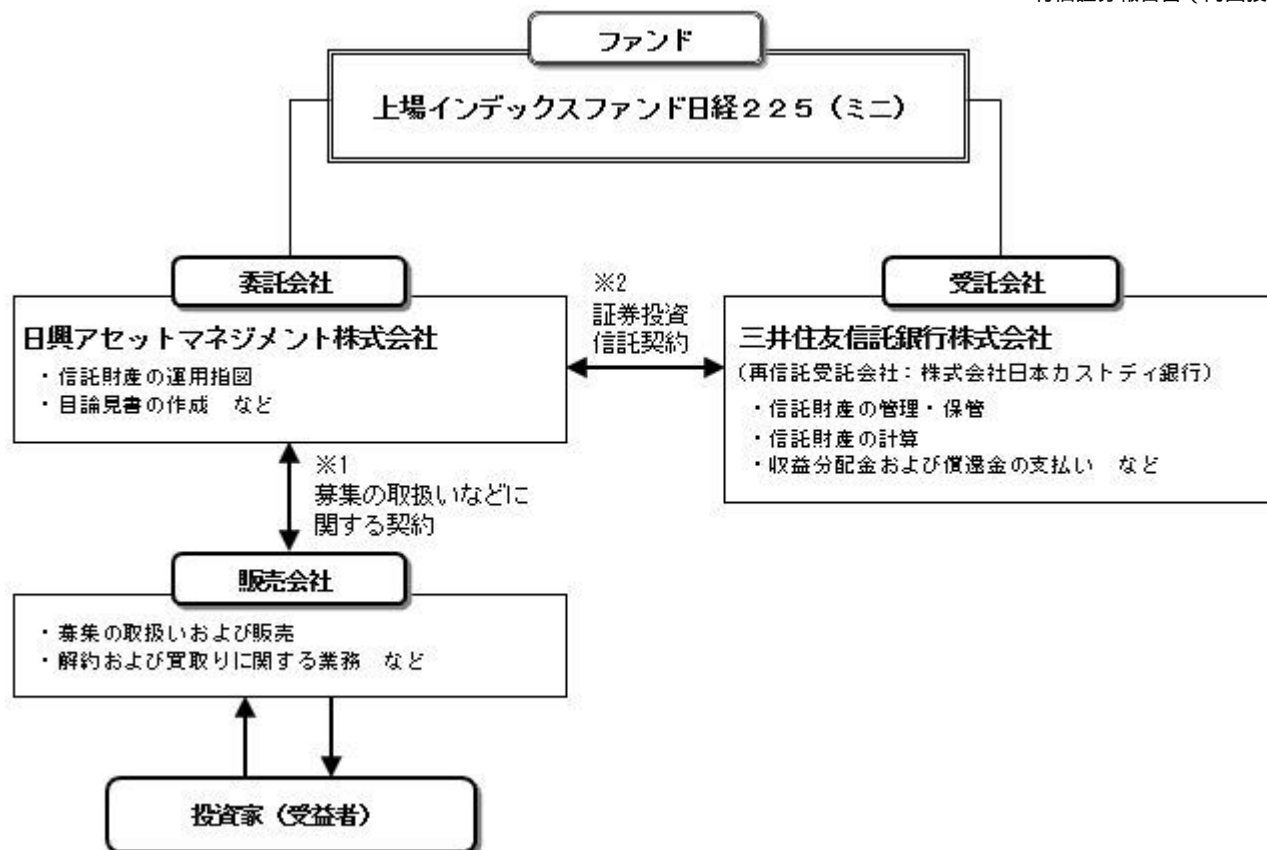 ファンド
上場インデックスファンド日経２２５（ミニ）
委託会社
日興アセットマネジメント株式会社
・信託財産の運用指図
・目論見書の作成　など
※2
証券投資
信託契約
受託会社
三井住友信託銀行株式会社
（再信託受託会社：株式会社日本カストディ銀行）
・信託財産の管理・保管
・信託財産の計算
・収益分配金および償還金の支払い　など
※1
募集の取扱いなどに
関する契約
販売会社
・募集の取扱いおよび販売
・解約および買取りに関する業務　など
投資家（受益者）